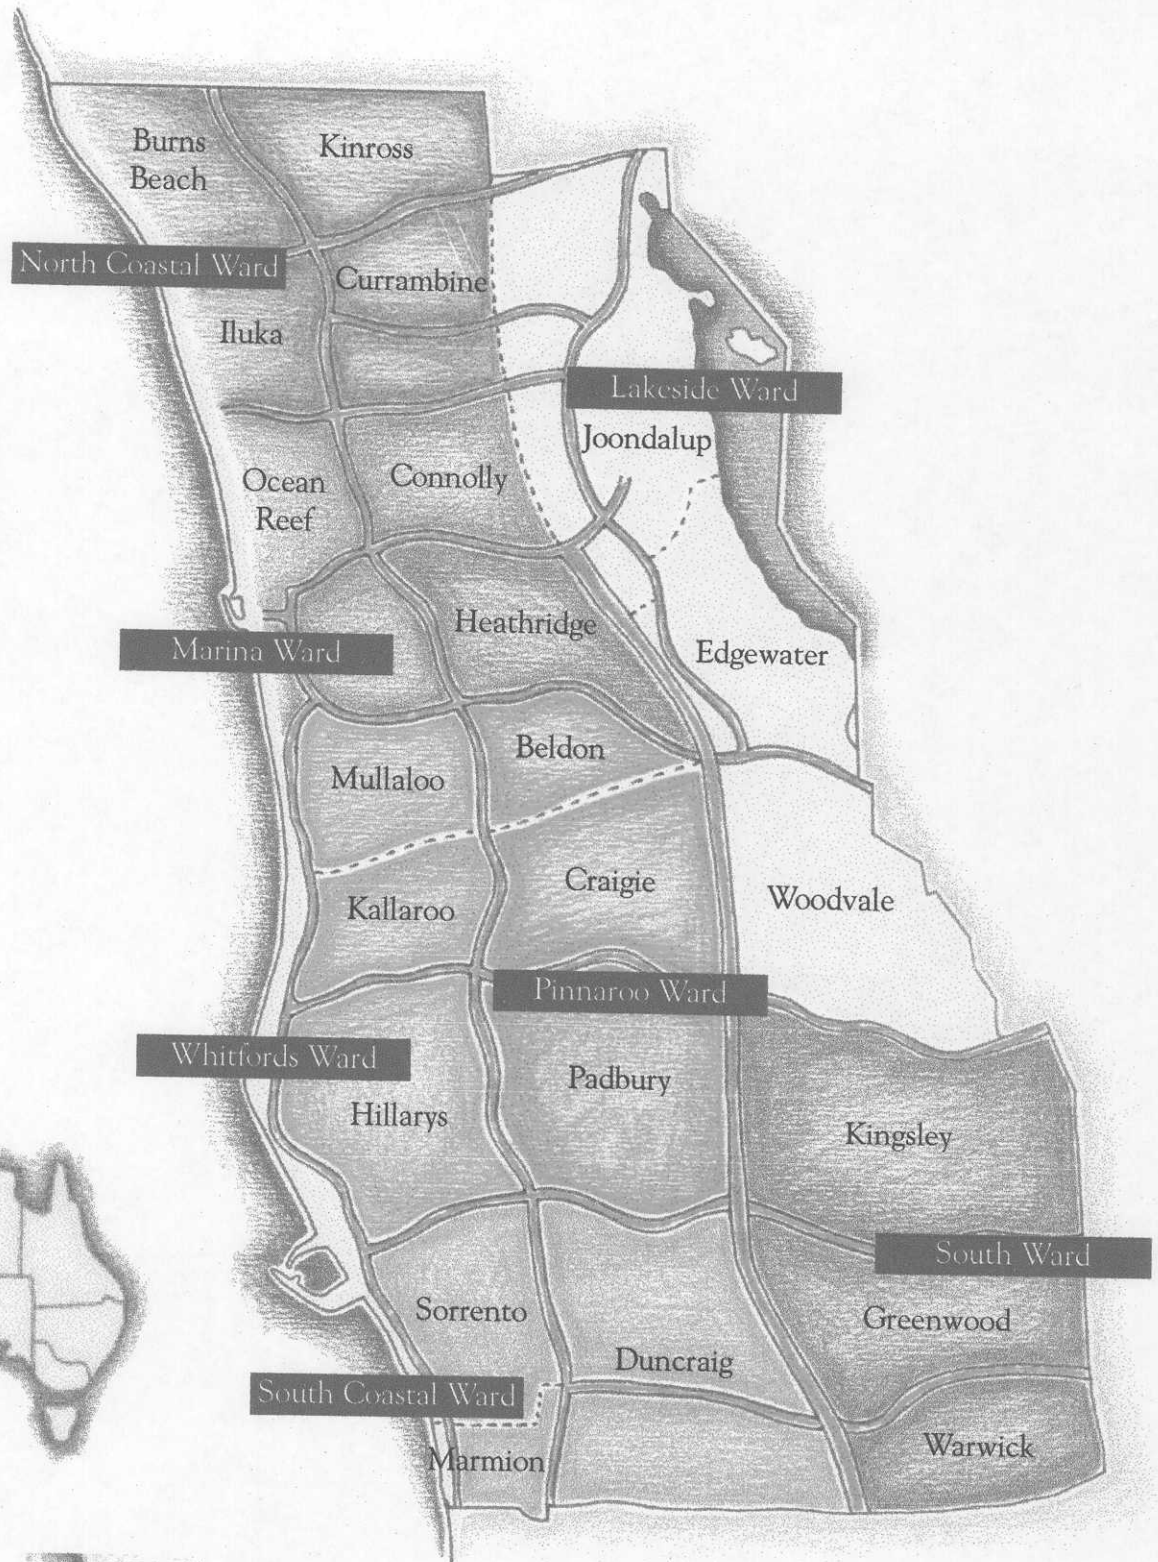 Burns
Beach
Kinross
North Coastal Ward
Currambine
Iluka
Lakeside Ward
Joondalup
Connolly
Ocean
Reef
Heathridge
Marina Ward
Edgewater
Beldon
Mullaloo
Craigie
Woodvale
Kallaroo
Pinnaroo Ward
Whitfords Ward
Padbury
Hillarys
Kingsley
South Ward
Sorrento
Greenwood
Duncraig
South Coastal Ward
Warwick
Marmion